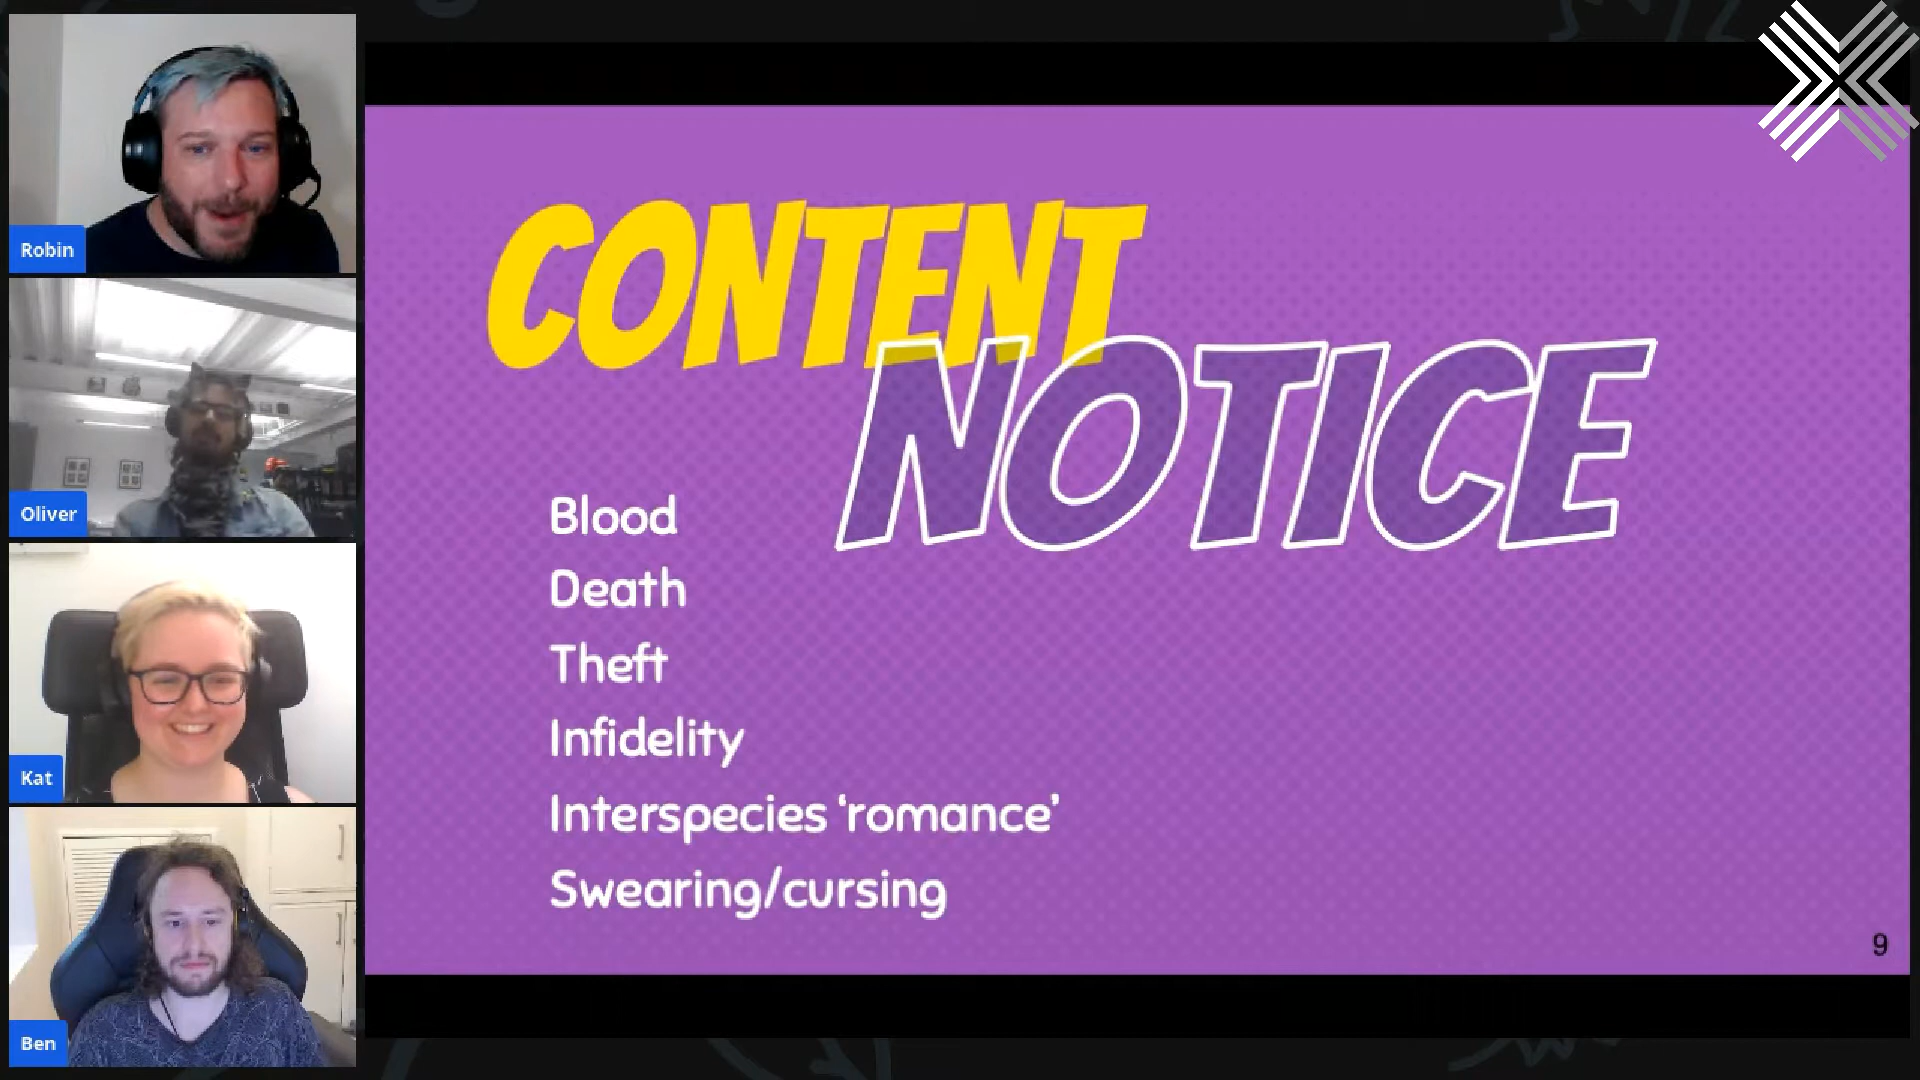 Robin
Oliver
Kat
Ben
CONTENT
NOTICE
Blood
Death
Theft
Infidelity
Interspecies ‘romance’
Swearing/cursing
9